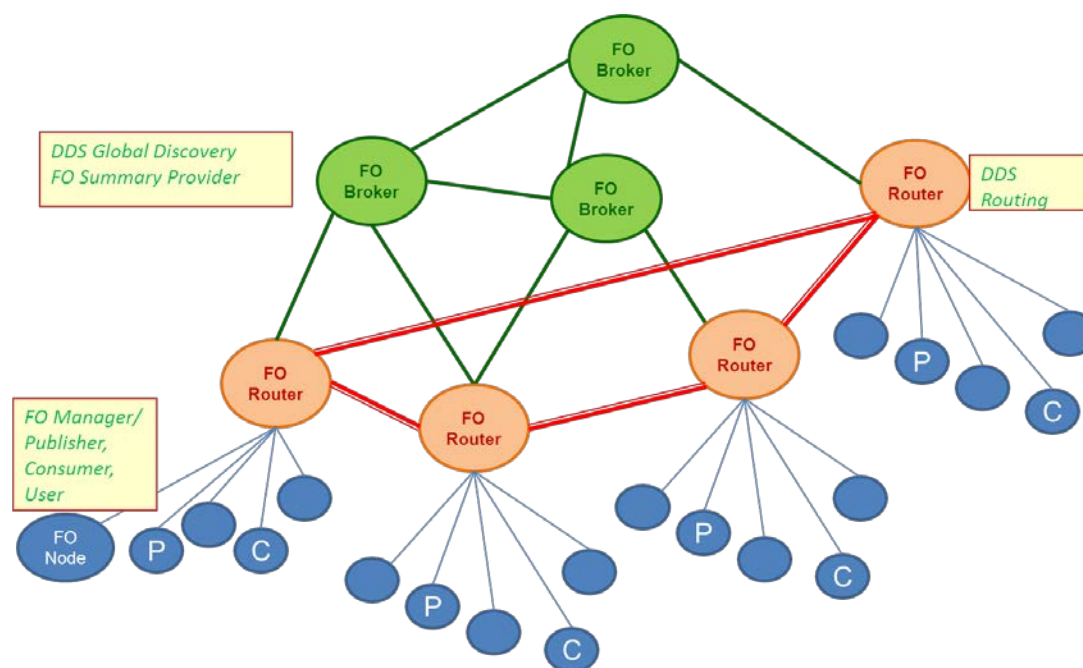 FO
Broker
DDS Global Discovery
FO Summary Provider
FO
Broker
FO
Broker
FO
Router
DDS
Routing
FO
Router
FO
Router
FO
Router
FO Manager/
Publisher,
Consumer,
User
FO
Node
P
C
P
C
P
C
P
C